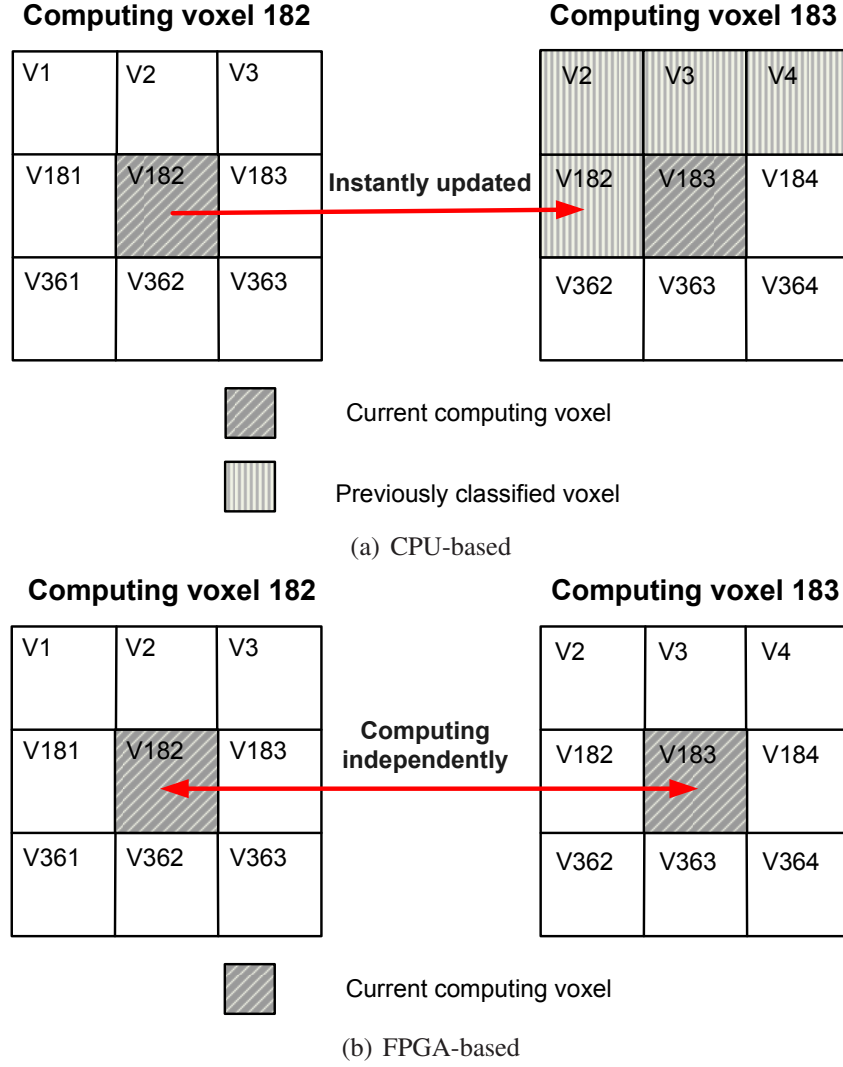 Computing voxel 182 Computing voxel 183
V1 V2 V3 V2 V3 V4
V181 V182 V183 Instantly updated V182 V183 V184
V361 V362 V363 V362 V363 V364
Current computing voxel
Previously classified voxel
(a) CPU-based
Computing voxel 182 Computing voxel 183
V1 V2 V3 V2 V3 V4
Computing
independently
V181 V182 V183 V182 V183 V184
V361 V362 V363 V362 V363 V364
Current computing voxel
(b) FPGA-based